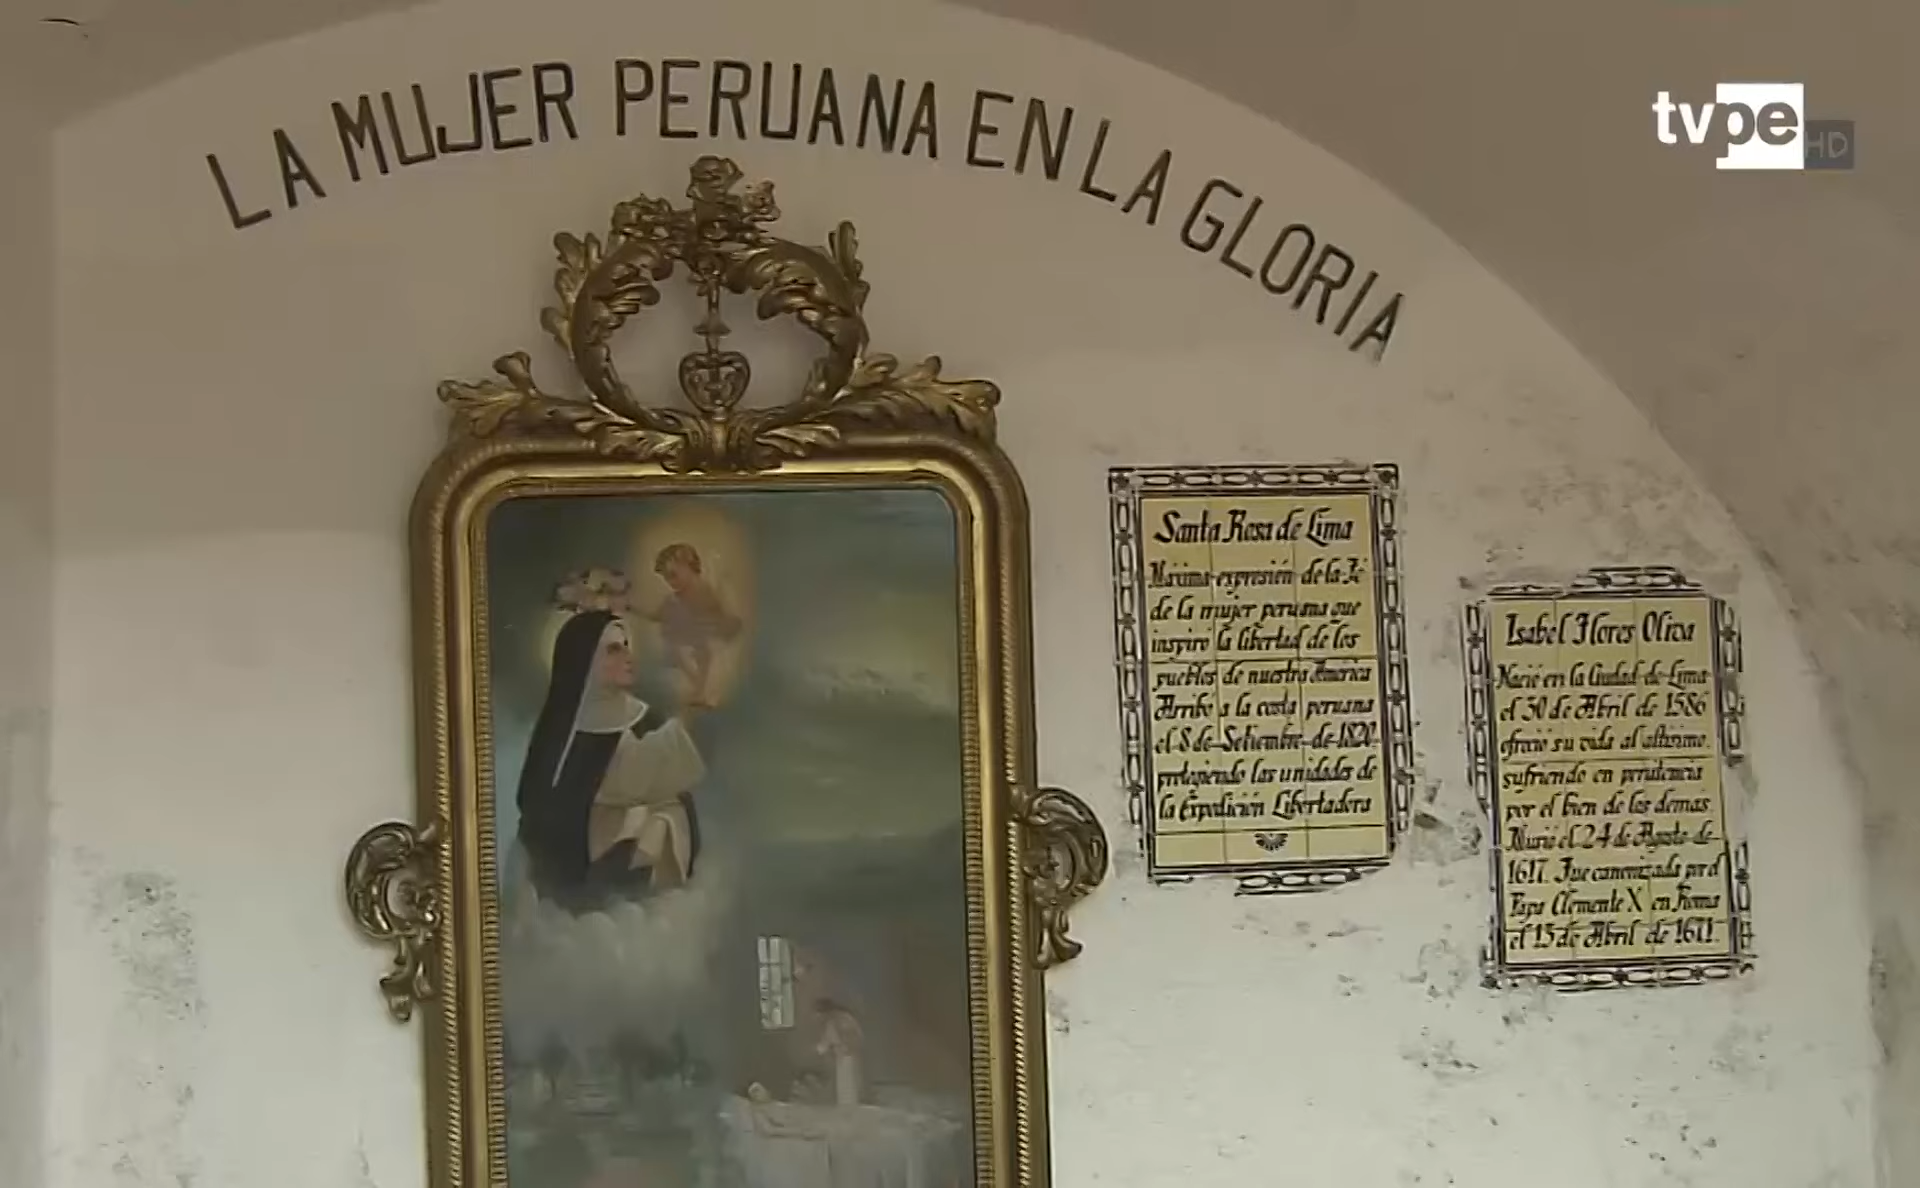 LA MUJER PERUANA EN LA GLORIA
tvpe HD
Santa Rosa de Lima
Máxima expresión de la Fé
de la mujer peruana que
inspiró la libertad de los
pueblos de nuestra América
Arribó a la costa peruana
el 8 de Setiembre de 1820
protegiendo las unidades de
la Expedición Libertadora
Isabel Flores Oliva
Nació en la Ciudad de Lima
el 30 de Abril de 1586
ofreció su vida al altísimo.
sufriendo en penitencia
por el bien de los demás.
Murió el 24 de Agosto de
1617. Fue canonizada por el
Papa Clemente X en Roma
el 13 de Abril de 1671.